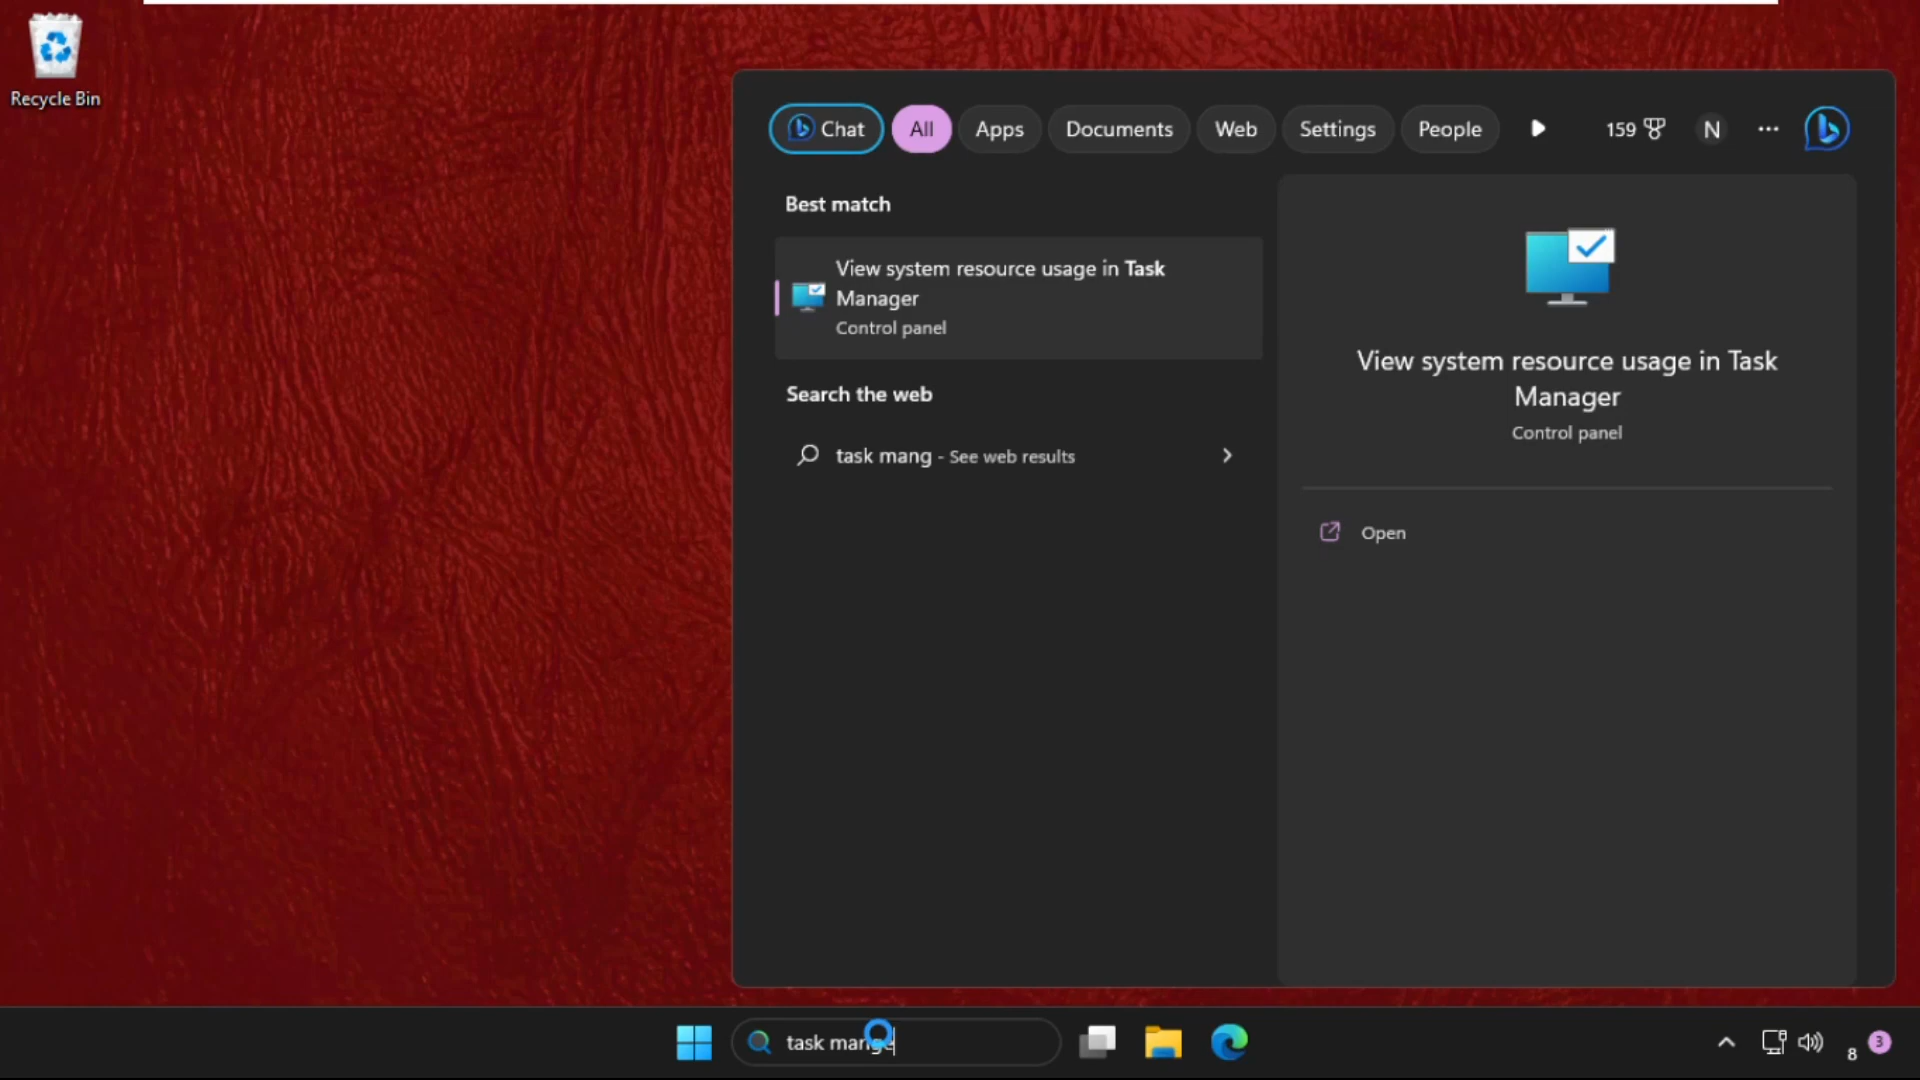 Recycle Bin
Chat
All
Apps
Documents
Web
Settings
People
159
N
Best match
View system resource usage in Task
Manager
Control panel
Search the web
task mang - See web results
View system resource usage in Task
Manager
Control panel
Open
task mange
8
3